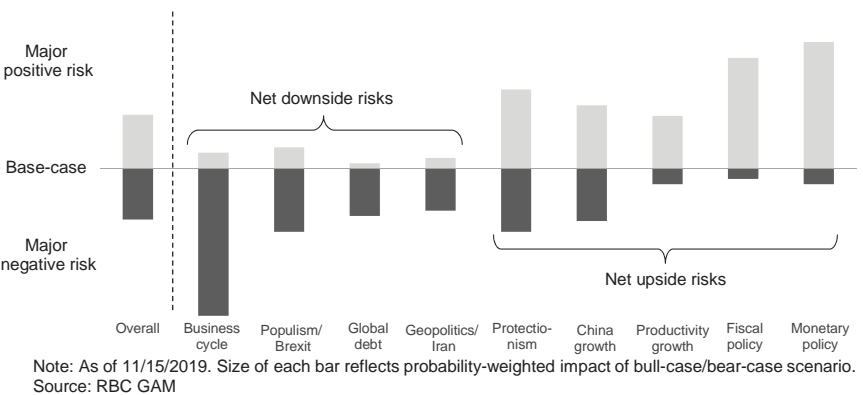 Major
positive risk
Net downside risks
Base-case
Major
negative risk
Net upside risks
Overall
Business
cycle
Populism/
Brexit
Global
debt
Geopolitics/
Iran
Protectio-
nism
China
growth
Productivity
growth
Fiscal
policy
Monetary
policy
Note: As of 11/15/2019. Size of each bar reflects probability-weighted impact of bull-case/bear-case scenario.
Source: RBC GAM